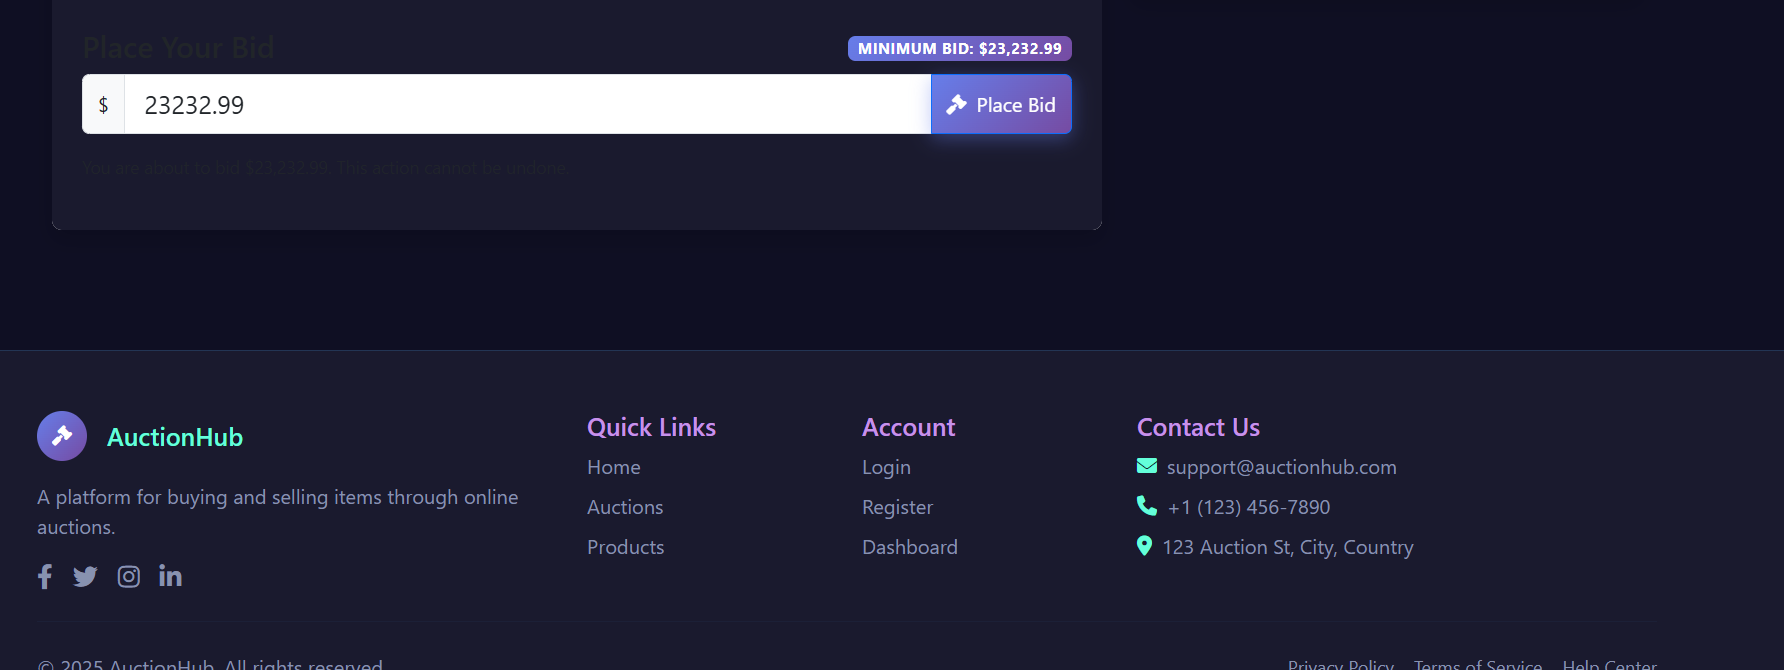 Place Your Bid
MINIMUM BID: $23,232.99
$ 23232.99 Place Bid
You are about to bid $23,232.99. This action cannot be undone.
AuctionHub
A platform for buying and selling items through online
auctions.
Quick Links
Home
Auctions
Products
Account
Login
Register
Dashboard
Contact Us
support@auctionhub.com
+1 (123) 456-7890
123 Auction St, City, Country
© 2025 AuctionHub. All rights reserved.
Privacy Policy Terms of Service Help Center